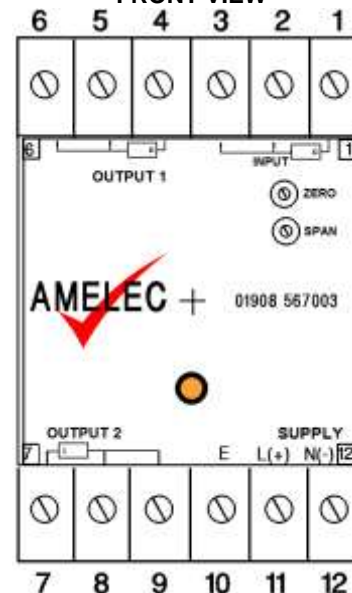 FRONT VIEW
6 5 4 3 2 1
6 1
INPUT
OUTPUT 1
ZERO
SPAN
AMELEC 01908 567003
OUTPUT 2 SUPPLY
7 E L(+) N(-) 12
7 8 9 10 11 12